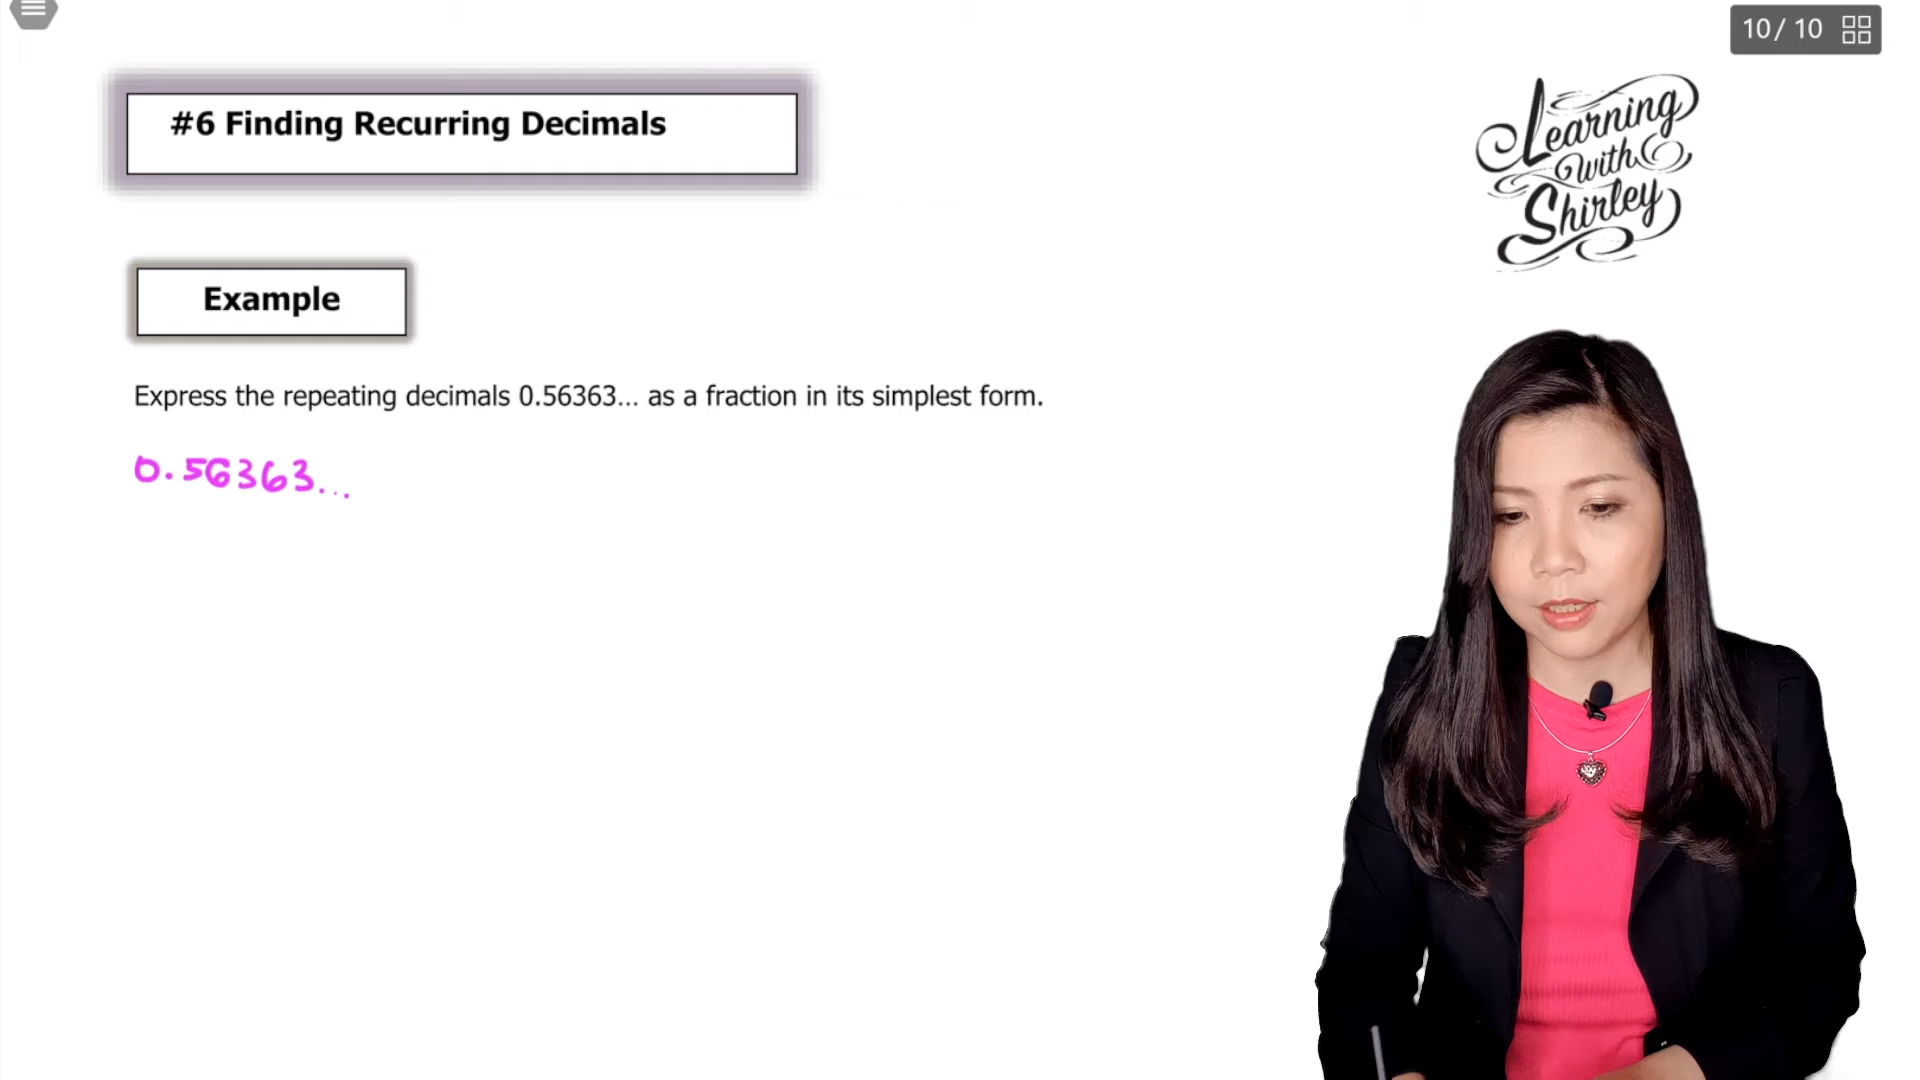 10/ 10
#6 Finding Recurring Decimals
Learning
with
Shirley
Example
Express the repeating decimals 0.56363... as a fraction in its simplest form.
0.56363...